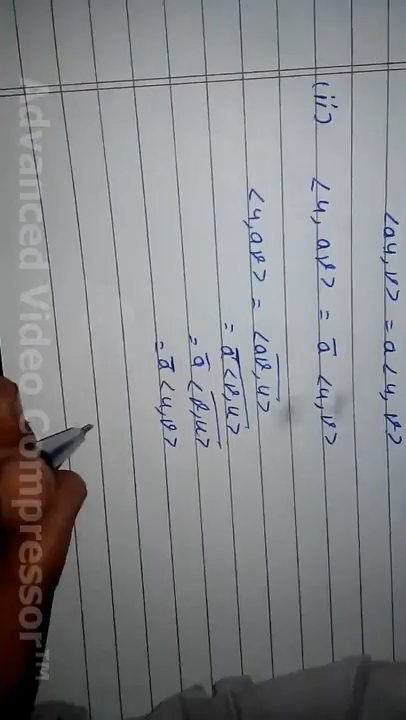 <au, v> = a<u, v>
(ii) <u, av> = ā <u, v>
<u, av> = <av, u>̅
= a<v, u>̅
= ā <v, u>̅
= ā <u, v>
Advanced Video Compressor™